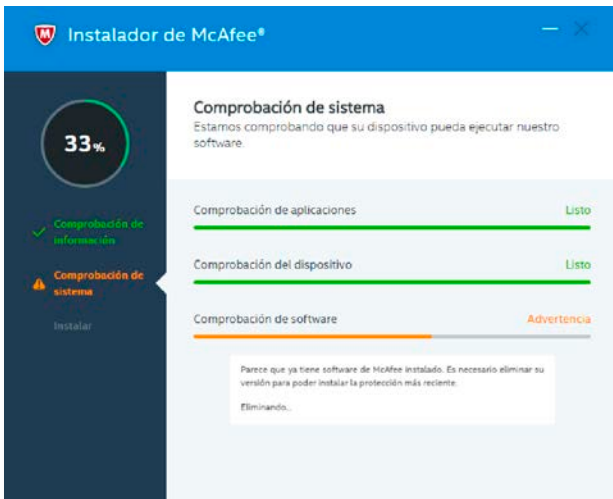 Instalador de McAfee®
33%
Comprobación de
información
Comprobación de
sistema
Instalar
Comprobación de sistema
Estamos comprobando que su dispositivo pueda ejecutar nuestro
software.
Comprobación de aplicaciones Listo
Comprobación del dispositivo Listo
Comprobación de software Advertencia
Parece que ya tiene software de McAfee instalado. Es necesario eliminar su
versión para poder instalar la protección más reciente.
Eliminando...